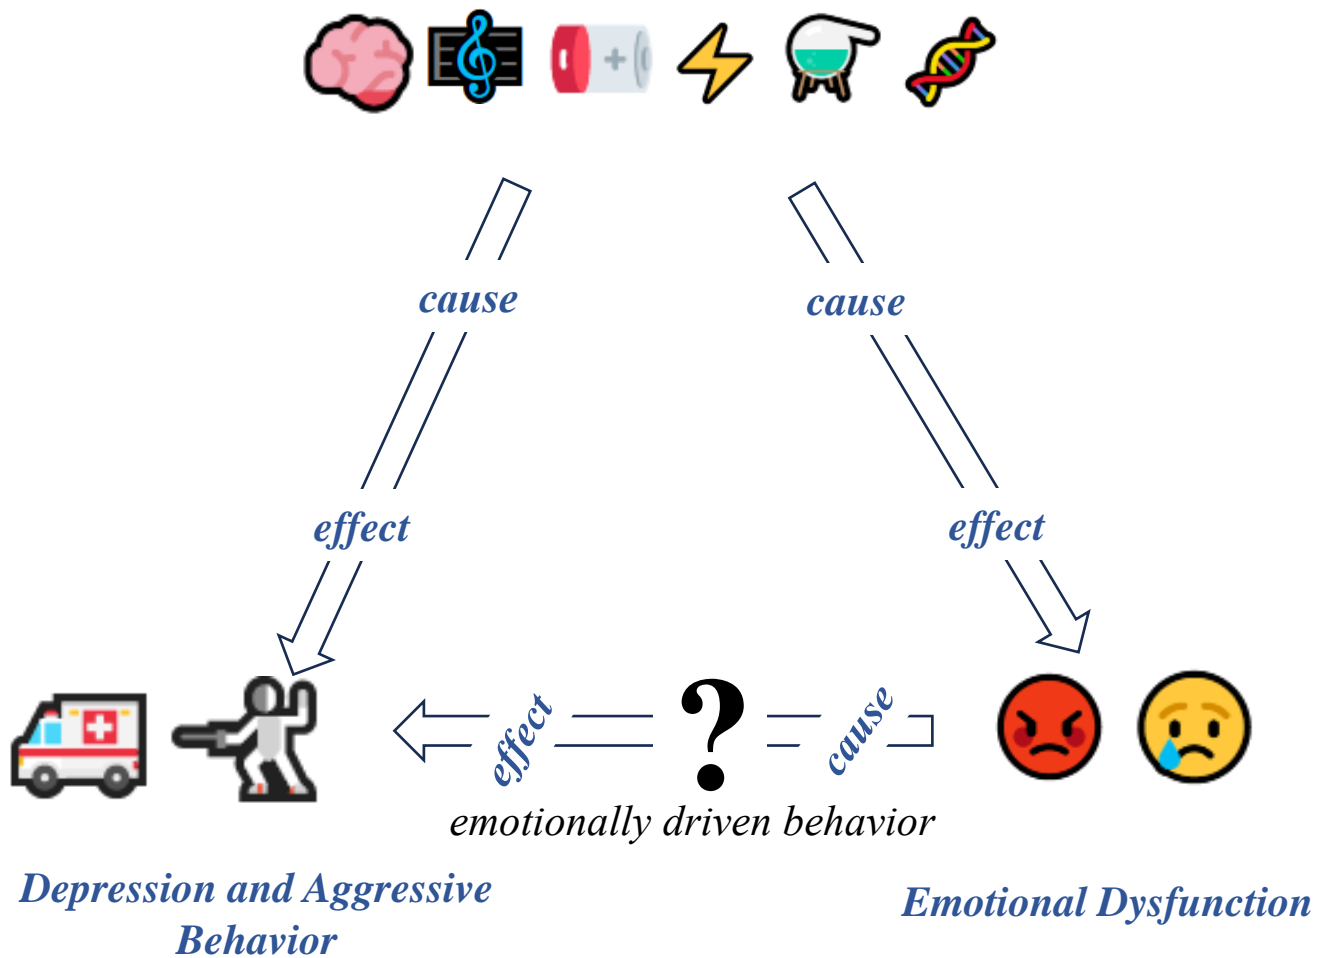 cause
cause
effect
effect
effect
?
cause
emotionally driven behavior
Depression and Aggressive
Behavior
Emotional Dysfunction